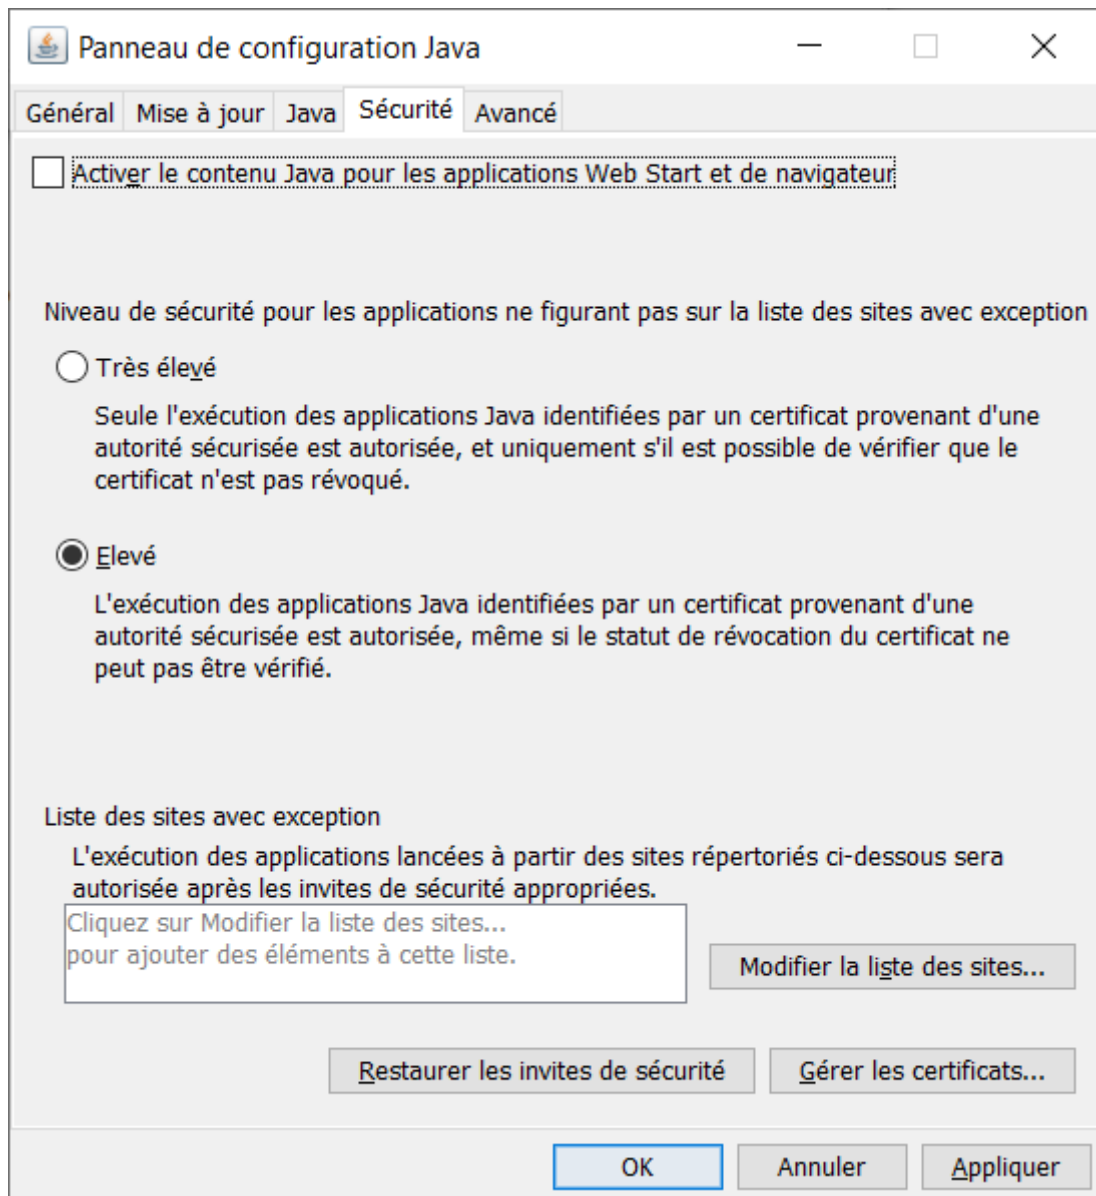 Panneau de configuration Java
Général Mise à jour Java Sécurité Avancé
Activer le contenu Java pour les applications Web Start et de navigateur
Niveau de sécurité pour les applications ne figurant pas sur la liste des sites avec exception
Très élevé
Seule l'exécution des applications Java identifiées par un certificat provenant d'une
autorité sécurisée est autorisée, et uniquement s'il est possible de vérifier que le
certificat n'est pas révoqué.
Elevé
L'exécution des applications Java identifiées par un certificat provenant d'une
autorité sécurisée est autorisée, même si le statut de révocation du certificat ne
peut pas être vérifié.
Liste des sites avec exception
L'exécution des applications lancées à partir des sites répertoriés ci-dessous sera
autorisée après les invites de sécurité appropriées.
Cliquez sur Modifier la liste des sites...
pour ajouter des éléments à cette liste.
Modifier la liste des sites...
Restaurer les invites de sécurité Gérer les certificats...
OK Annuler Appliquer